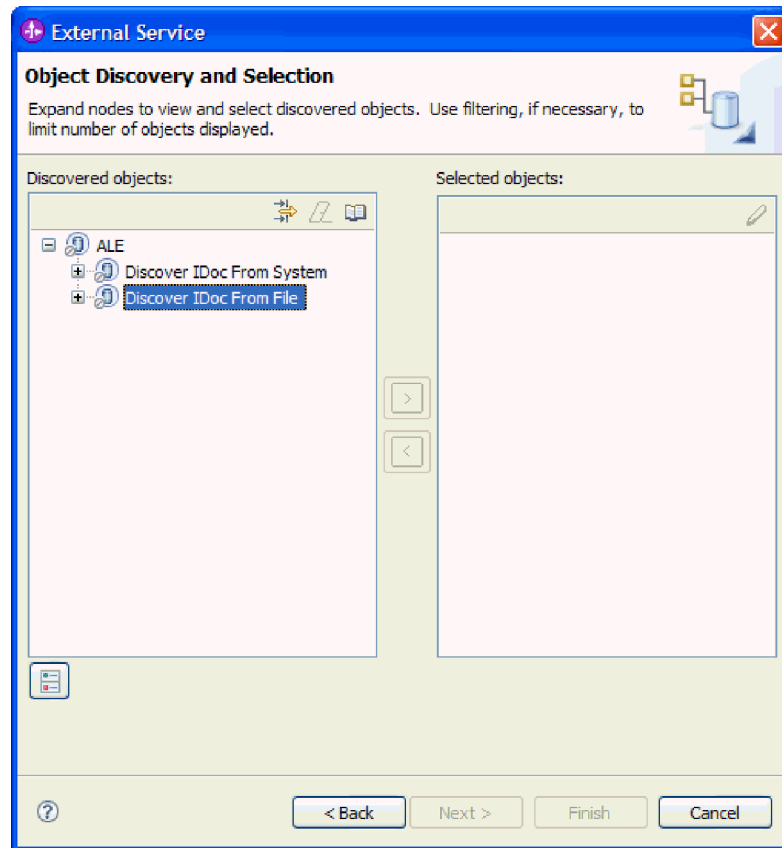 External Service
Object Discovery and Selection
Expand nodes to view and select discovered objects. Use filtering, if necessary, to
limit number of objects displayed.
Discovered objects:
Selected objects:
ALE
Discover IDoc From System
Discover IDoc From File
>
<
< Back
Next >
Finish
Cancel